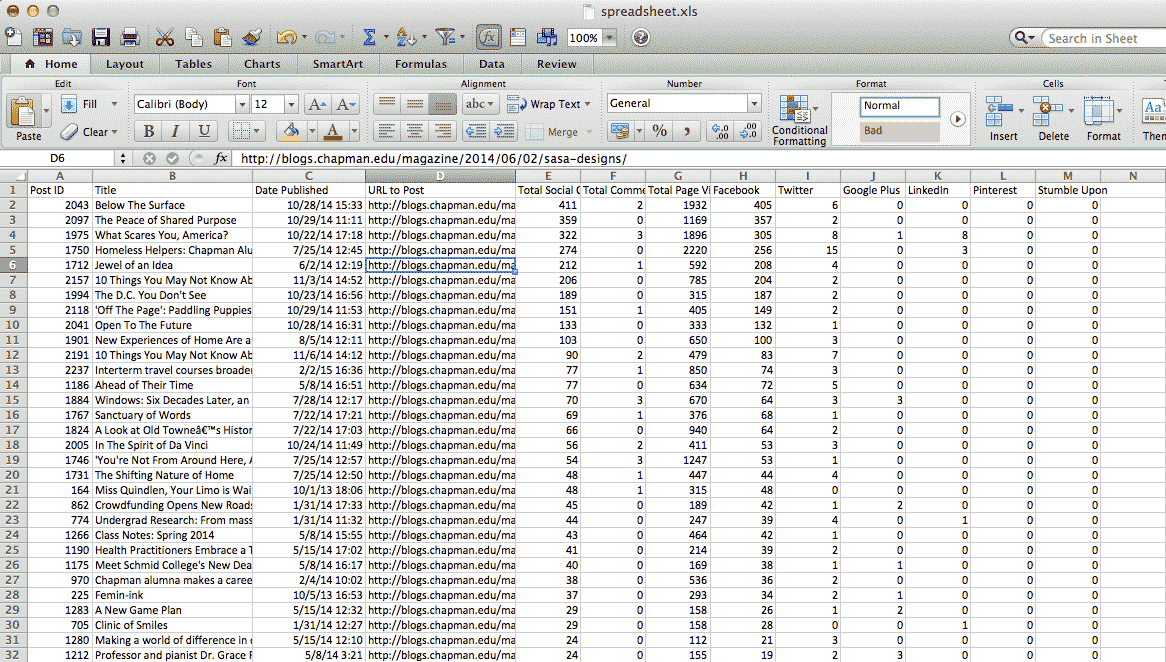 spreadsheet.xls
100%
Search in Sheet
Home Layout Tables Charts SmartArt Formulas Data Review
Edit Font Alignment Number Format Cells
Paste Fill Clear Calibri (Body) 12 A A abc Wrap Text General Conditional Formatting Normal Insert Delete Format Aa
B I U A Merge % , .0 .00 Bad Them
D6 fx http://blogs.chapman.edu/magazine/2014/06/02/sasa-designs/
A B C D E F G H I J K L M N
1 Post ID Title Date Published URL to Post Total Social C Total Comme Total Page Vi Facebook Twitter Google Plus LinkedIn Pinterest Stumble Upon
2 2043 Below The Surface 10/28/14 15:33 http://blogs.chapman.edu/ma 411 2 1932 405 6 0 0 0 0
3 2097 The Peace of Shared Purpose 10/29/14 11:11 http://blogs.chapman.edu/ma 359 0 1169 357 2 0 0 0 0
4 1975 What Scares You, America? 10/22/14 17:18 http://blogs.chapman.edu/ma 322 3 1896 305 8 1 8 0 0
5 1750 Homeless Helpers: Chapman Alu 7/25/14 12:45 http://blogs.chapman.edu/ma 274 0 2220 256 15 0 3 0 0
6 1712 Jewel of an Idea 6/2/14 12:19 http://blogs.chapman.edu/ma 212 1 592 208 4 0 0 0 0
7 2157 10 Things You May Not Know Ab 11/3/14 14:52 http://blogs.chapman.edu/ma 206 0 785 204 2 0 0 0 0
8 1994 The D.C. You Don't See 10/23/14 16:56 http://blogs.chapman.edu/ma 189 0 315 187 2 0 0 0 0
9 2118 'Off The Page': Paddling Puppies 10/29/14 11:53 http://blogs.chapman.edu/ma 151 1 405 149 2 0 0 0 0
10 2041 Open To The Future 10/28/14 16:31 http://blogs.chapman.edu/ma 133 0 333 132 1 0 0 0 0
11 1901 New Experiences of Home Are a 8/5/14 12:11 http://blogs.chapman.edu/ma 103 0 650 100 3 0 0 0 0
12 2191 10 Things You May Not Know Ab 11/6/14 14:12 http://blogs.chapman.edu/ma 90 2 479 83 7 0 0 0 0
13 2237 Interterm travel courses broader 2/2/15 16:36 http://blogs.chapman.edu/ma 77 1 850 74 3 0 0 0 0
14 1186 Ahead of Their Time 5/8/14 16:51 http://blogs.chapman.edu/ma 77 0 634 72 5 0 0 0 0
15 1884 Windows: Six Decades Later, an 7/28/14 12:17 http://blogs.chapman.edu/ma 70 3 670 64 3 3 0 0 0
16 1767 Sanctuary of Words 7/22/14 17:21 http://blogs.chapman.edu/ma 69 1 376 68 1 0 0 0 0
17 1824 A Look at Old Towneâ€™s Histor 7/22/14 17:03 http://blogs.chapman.edu/ma 66 0 940 64 2 0 0 0 0
18 2005 In The Spirit of Da Vinci 10/24/14 11:49 http://blogs.chapman.edu/ma 56 2 411 53 3 0 0 0 0
19 1746 'You're Not From Around Here, A 7/25/14 12:57 http://blogs.chapman.edu/ma 54 3 1247 53 1 0 0 0 0
20 1731 The Shifting Nature of Home 7/25/14 12:50 http://blogs.chapman.edu/ma 48 1 447 44 4 0 0 0 0
21 164 Miss Quindlen, Your Limo is Wai 10/1/13 18:06 http://blogs.chapman.edu/ma 48 1 315 48 0 0 0 0 0
22 862 Crowdfunding Opens New Roads 1/31/14 17:33 http://blogs.chapman.edu/ma 45 0 189 42 1 2 0 0 0
23 774 Undergrad Research: From mass 1/31/14 11:32 http://blogs.chapman.edu/ma 44 0 247 39 4 0 1 0 0
24 1266 Class Notes: Spring 2014 5/8/14 15:55 http://blogs.chapman.edu/ma 43 0 464 42 1 0 0 0 0
25 1190 Health Practitioners Embrace a T 5/15/14 17:02 http://blogs.chapman.edu/ma 41 0 214 39 2 0 0 0 0
26 1175 Meet Schmid College's New Dea 5/8/14 16:17 http://blogs.chapman.edu/ma 40 0 169 38 1 1 0 0 0
27 970 Chapman alumna makes a caree 2/4/14 10:02 http://blogs.chapman.edu/ma 38 0 536 36 2 0 0 0 0
28 225 Femin-ink 10/5/13 16:53 http://blogs.chapman.edu/ma 37 0 293 34 2 1 0 0 0
29 1283 A New Game Plan 5/15/14 12:32 http://blogs.chapman.edu/ma 29 0 158 26 1 2 0 0 0
30 705 Clinic of Smiles 1/31/14 12:27 http://blogs.chapman.edu/ma 29 0 158 28 0 0 1 0 0
31 1280 Making a world of difference in 5/15/14 12:10 http://blogs.chapman.edu/ma 24 0 112 21 3 0 0 0 0
32 1212 Professor and pianist Dr. Grace F 5/8/14 3:21 http://blogs.chapman.edu/ma 24 0 155 19 2 3 0 0 0